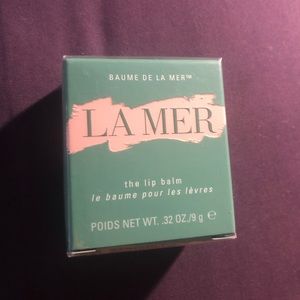 BAUME DE LA MER™
LA MER
the lip balm
le baume pour les lèvres
POIDS NET WT. .32 OZ./9 g ℮